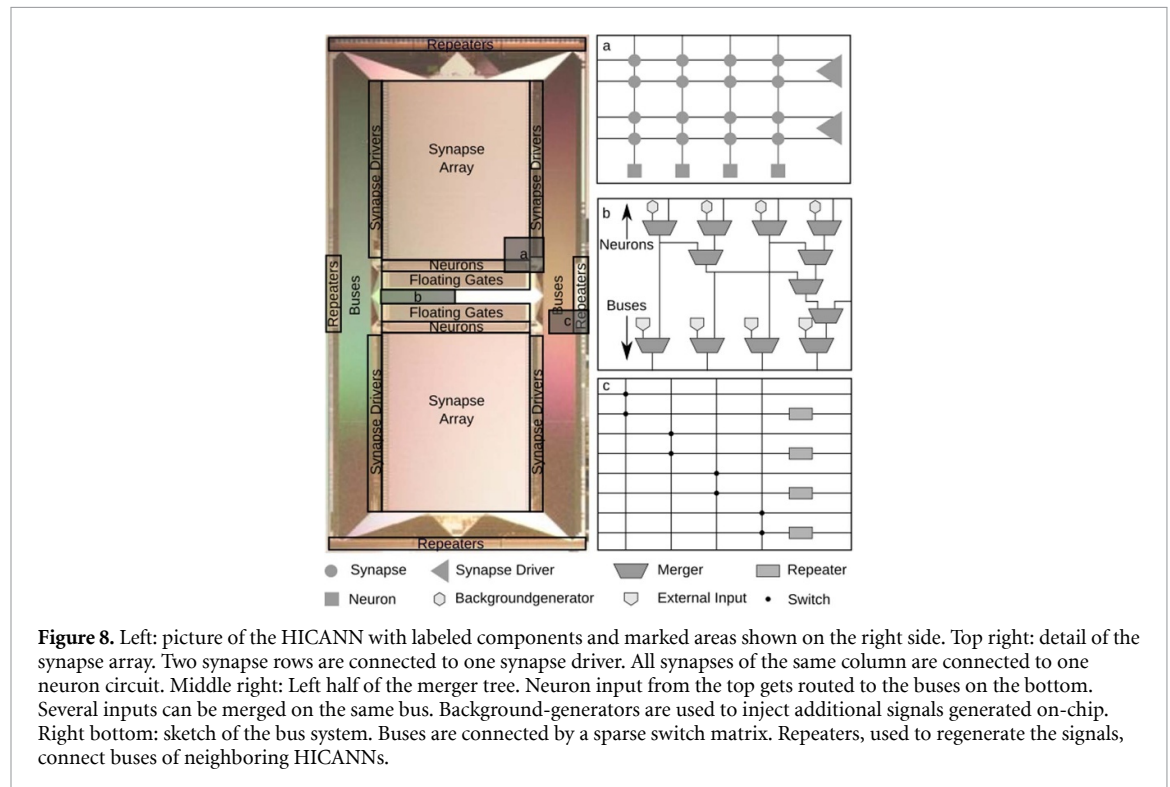 Repeaters
Synapse Drivers
Synapse
Array
Synapse Drivers
a
Neurons
Floating Gates
b
Floating Gates
Neurons
Repeaters
Buses
Buses
Repeaters
c
Synapse Drivers
Synapse
Array
Synapse Drivers
Repeaters
a
b
Neurons
Buses
c
Synapse
Synapse Driver
Merger
Repeater
Neuron
Backgroundgenerator
External Input
Switch
Figure 8. Left: picture of the HICANN with labeled components and marked areas shown on the right side. Top right: detail of the
synapse array. Two synapse rows are connected to one synapse driver. All synapses of the same column are connected to one
neuron circuit. Middle right: Left half of the merger tree. Neuron input from the top gets routed to the buses on the bottom.
Several inputs can be merged on the same bus. Background-generators are used to inject additional signals generated on-chip.
Right bottom: sketch of the bus system. Buses are connected by a sparse switch matrix. Repeaters, used to regenerate the signals,
connect buses of neighboring HICANNs.